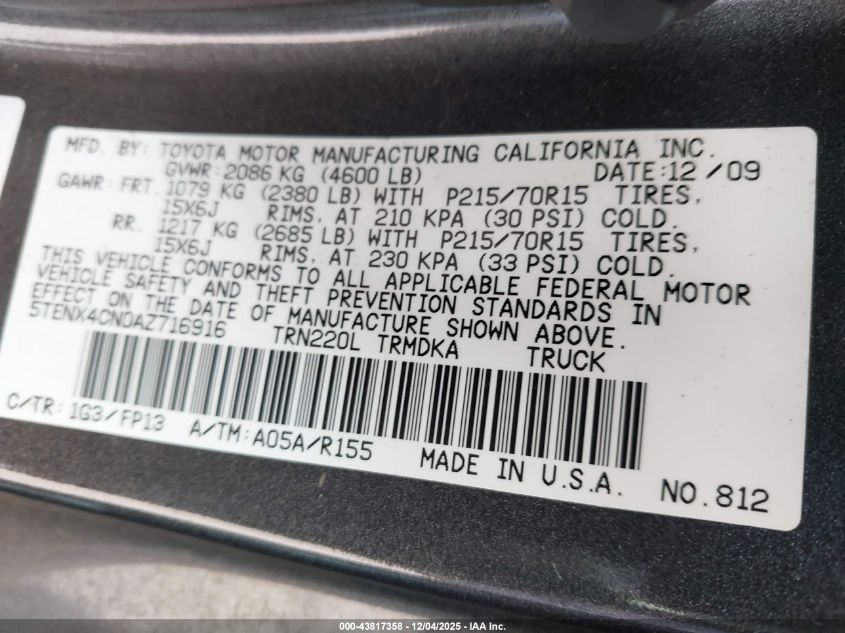 MFD. BY: TOYOTA MOTOR MANUFACTURING CALIFORNIA INC.
GVWR: 2086 KG (4600 LB) DATE: 12/09
GAWR: FRT. 1079 KG (2380 LB) WITH P215/70R15 TIRES,
15X6J RIMS, AT 210 KPA (30 PSI) COLD.
RR. 1217 KG (2685 LB) WITH P215/70R15 TIRES,
15X6J RIMS, AT 230 KPA (33 PSI) COLD.
THIS VEHICLE CONFORMS TO ALL APPLICABLE FEDERAL MOTOR
VEHICLE SAFETY AND THEFT PREVENTION STANDARDS IN
EFFECT ON THE DATE OF MANUFACTURE SHOWN ABOVE.
5TENX4CN0AZ716916 TRN220L TRMDKA TRUCK
C/TR: 1G3/FP13 A/TM: A05A/R155 MADE IN U.S.A. NO. 812
000-43817358 - 12/04/2025 - IAA Inc.